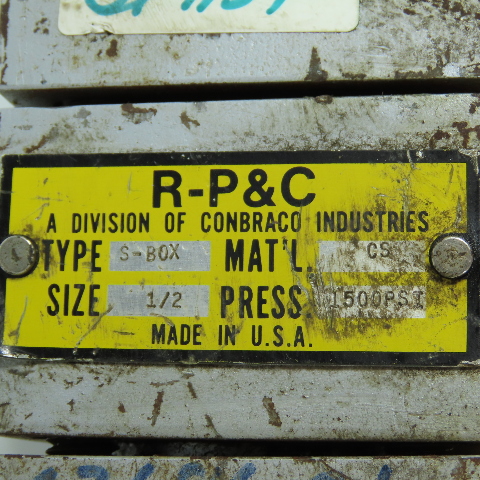 R-P&C
A DIVISION OF CONBRACO INDUSTRIES
TYPE S-BOX MAT'L. CS
SIZE 1/2 PRESS. 1500PSI
MADE IN U.S.A.